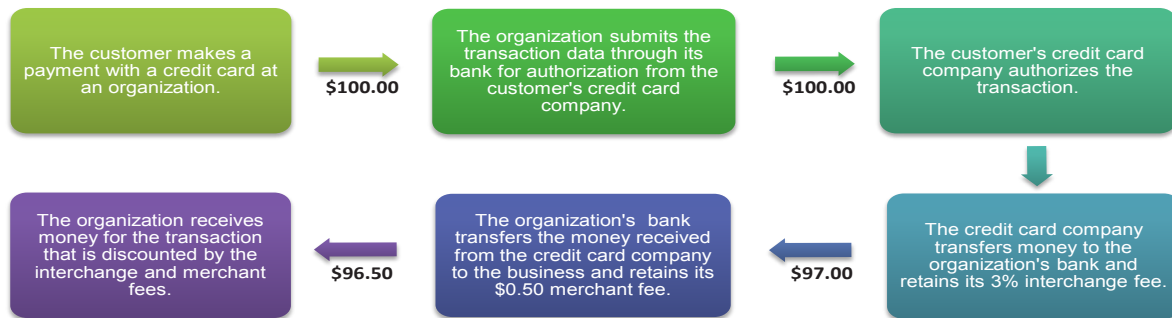 The customer makes a
payment with a credit card at
an organization.
$100.00
The organization submits the
transaction data through its
bank for authorization from the
customer's credit card
company.
$100.00
The customer's credit card
company authorizes the
transaction.
The credit card company
transfers money to the
organization's bank and
retains its 3% interchange fee.
$97.00
The organization's bank
transfers the money received
from the credit card company
to the business and retains its
$0.50 merchant fee.
$96.50
The organization receives
money for the transaction
that is discounted by the
interchange and merchant
fees.